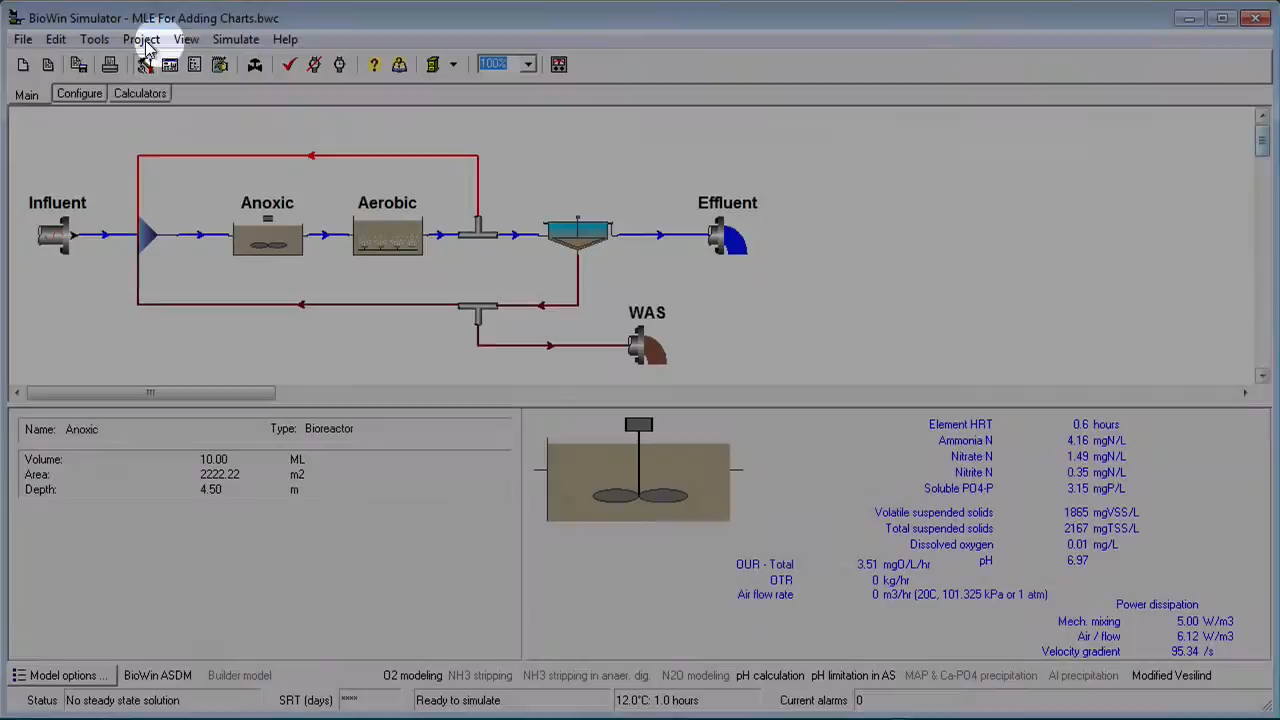 BioWin Simulator - MLE For Adding Charts.bwc
File Edit Tools Project View Simulate Help
100%
Main Configure Calculators
Influent Anoxic Aerobic Effluent
WAS
Name: Anoxic Type: Bioreactor
Volume: 10.00 ML
Area: 2222.22 m2
Depth: 4.50 m
Element HRT 0.6 hours
Ammonia N 4.16 mgN/L
Nitrate N 1.49 mgN/L
Nitrite N 0.35 mgN/L
Soluble PO4-P 3.15 mgP/L
Volatile suspended solids 1865 mgVSS/L
Total suspended solids 2167 mgTSS/L
Dissolved oxygen 0.01 mg/L
pH 6.97
OUR - Total 3.51 mgO/L/hr
OTR 0 kg/hr
Air flow rate 0 m3/hr (20C, 101.325 kPa or 1 atm)
Power dissipation
Mech. mixing 5.00 W/m3
Air / flow 6.12 W/m3
Velocity gradient 95.34 /s
Model options ... BioWin ASDM Builder model O2 modeling NH3 stripping NH3 stripping in anaer. dig. N2O modeling pH calculation pH limitation in AS MAP & Ca-PO4 precipitation Al precipitation Modified Vesilind
Status No steady state solution SRT (days) **** Ready to simulate 12.0°C: 1.0 hours Current alarms 0